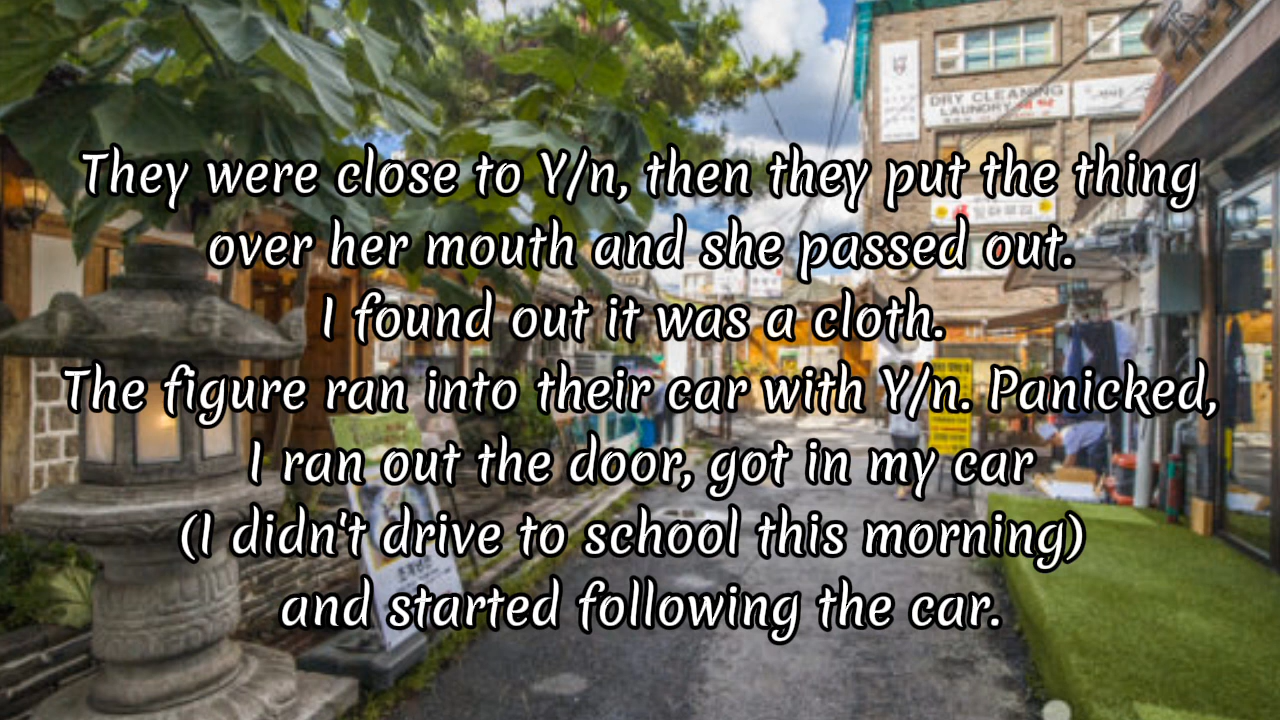 DRY CLEANING
LAUNDRY
They were close to Y/n, then they put the thing
over her mouth and she passed out.
I found out it was a cloth.
The figure ran into their car with Y/n. Panicked,
I ran out the door, got in my car
(I didn't drive to school this morning)
and started following the car.